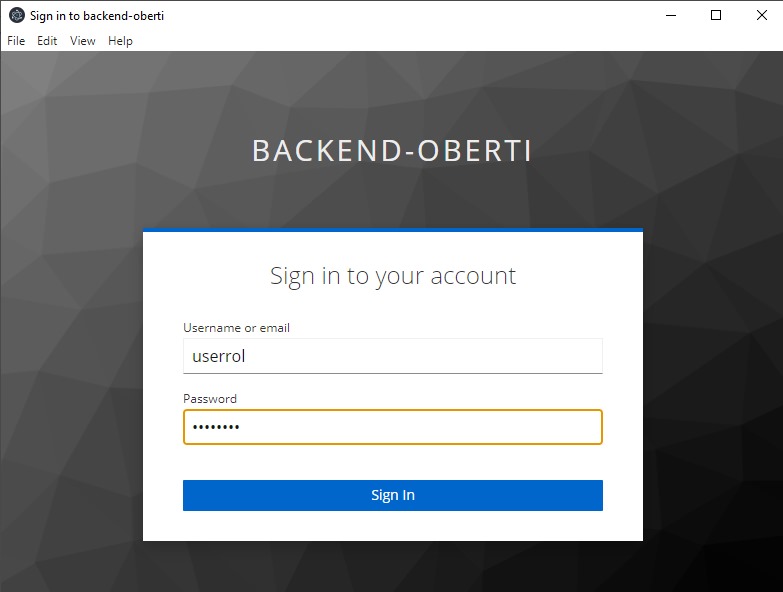 Sign in to backend-oberti
File Edit View Help
BACKEND-OBERTI
Sign in to your account
Username or email
userrol
Password
••••••••
Sign In